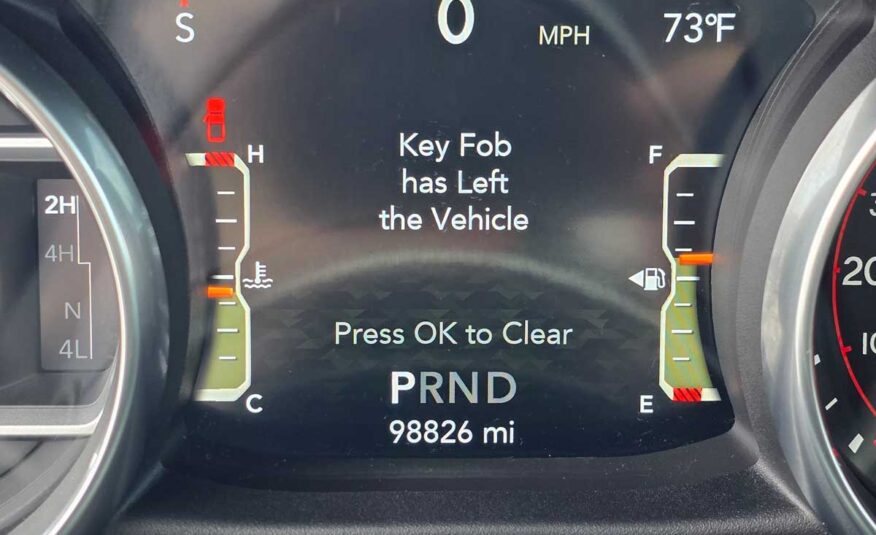 S
0 MPH
73°F
H
Key Fob
has Left
the Vehicle
F
2H
4H
N
4L
Press OK to Clear
C
PRND
E
98826 mi
20